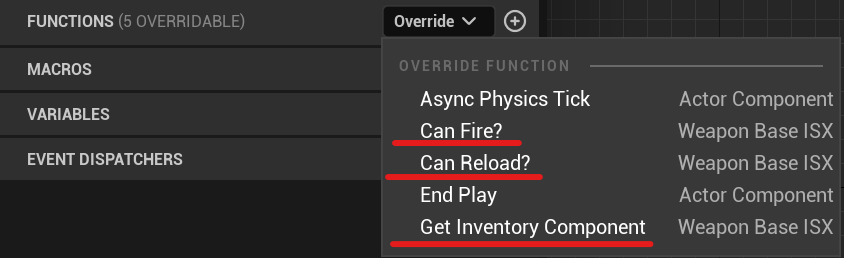 FUNCTIONS (5 OVERRIDABLE) Override
OVERRIDE FUNCTION
MACROS
Async Physics Tick Actor Component
VARIABLES
Can Fire? Weapon Base ISX
EVENT DISPATCHERS
Can Reload? Weapon Base ISX
End Play Actor Component
Get Inventory Component Weapon Base ISX